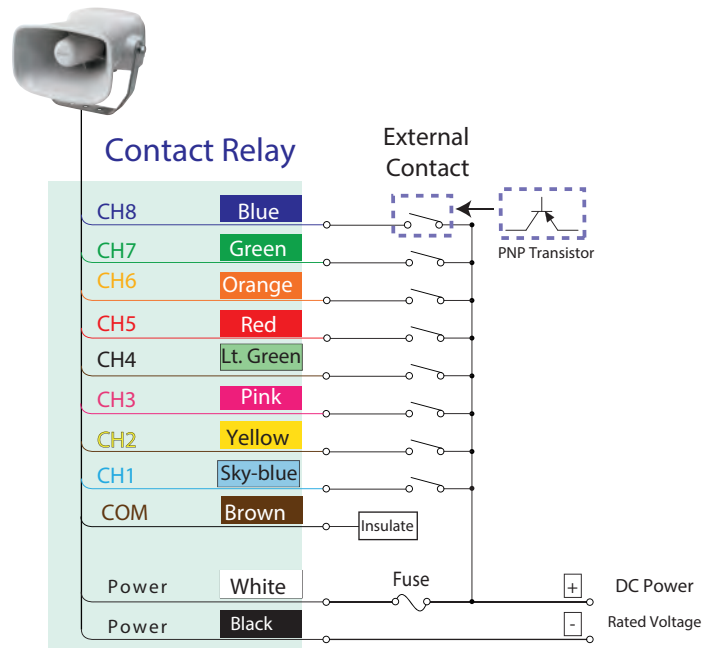 Contact Relay
External
Contact
CH8 Blue
PNP Transistor
CH7 Green
CH6 Orange
CH5 Red
CH4 Lt. Green
CH3 Pink
CH2 Yellow
CH1 Sky-blue
COM Brown
Insulate
Power White Fuse + DC Power
Power Black - Rated Voltage